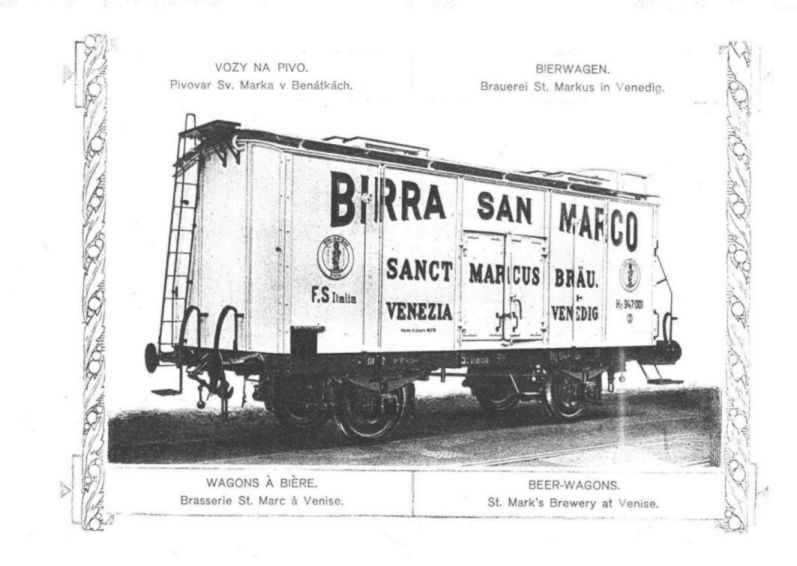 VOZY NA PIVO.
Pivovar Sv. Marka v Benátkách.
BIERWAGEN.
Brauerei St. Markus in Venedig.
BIRRA SAN MARCO
SANCT MARCUS BRÄU.
F.S Italia
VENEZIA VENEDIG
947001
WAGONS À BIÈRE.
Brasserie St. Marc à Venise.
BEER-WAGONS.
St. Mark's Brewery at Venise.